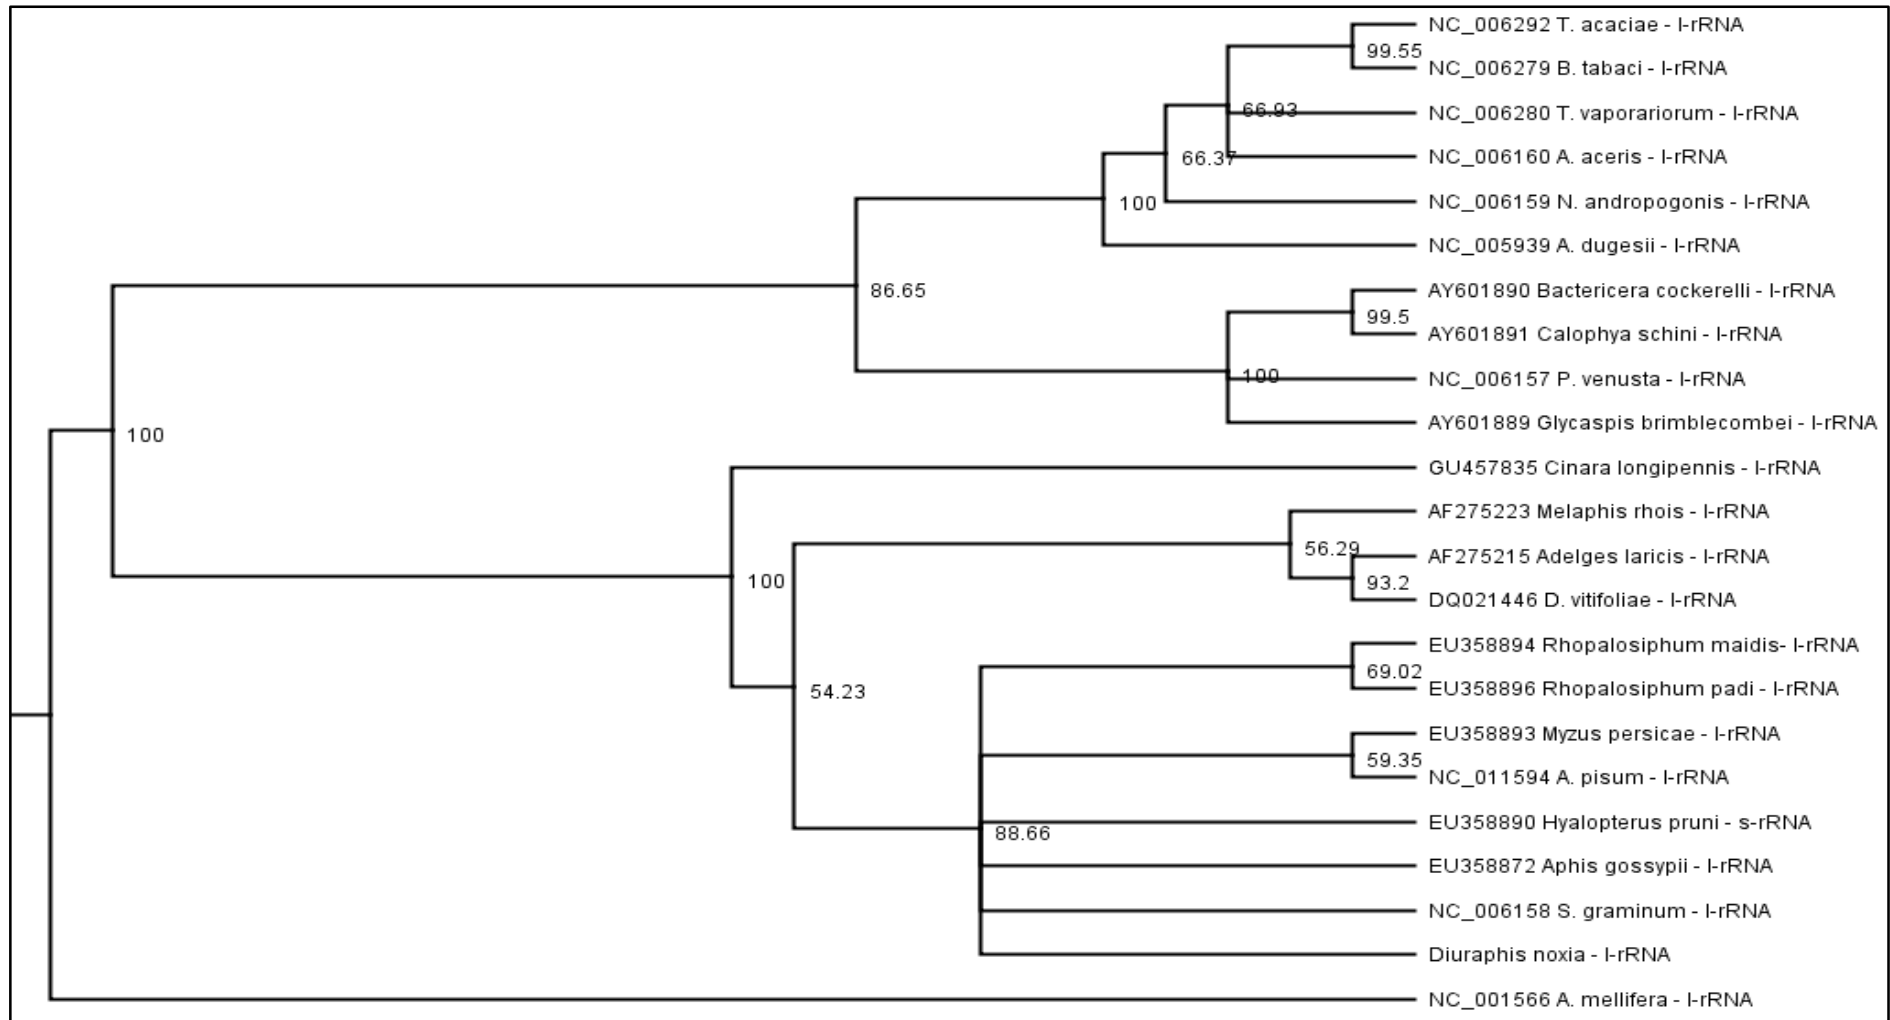 NC_006292 T. acaciae - l-rRNA
99.55
NC_006279 B. tabaci - l-rRNA
66.93
NC_006280 T. vaporariorum - l-rRNA
66.37
NC_006160 A. aceris - l-rRNA
100
NC_006159 N. andropogonis - l-rRNA
NC_005939 A. dugesii - l-rRNA
86.65
AY601890 Bactericera cockerelli - l-rRNA
99.5
AY601891 Calophya schini - l-rRNA
100
NC_006157 P. venusta - l-rRNA
AY601889 Glycaspis brimblecombei - l-rRNA
100
GU457835 Cinara longipennis - l-rRNA
AF275223 Melaphis rhois - l-rRNA
56.29
AF275215 Adelges laricis - l-rRNA
100
93.2
DQ021446 D. vitifoliae - l-rRNA
EU358894 Rhopalosiphum maidis- l-rRNA
69.02
EU358896 Rhopalosiphum padi - l-rRNA
54.23
EU358893 Myzus persicae - l-rRNA
59.35
NC_011594 A. pisum - l-rRNA
EU358890 Hyalopterus pruni - s-rRNA
88.66
EU358872 Aphis gossypii - l-rRNA
NC_006158 S. graminum - l-rRNA
Diuraphis noxia - l-rRNA
NC_001566 A. mellifera - l-rRNA